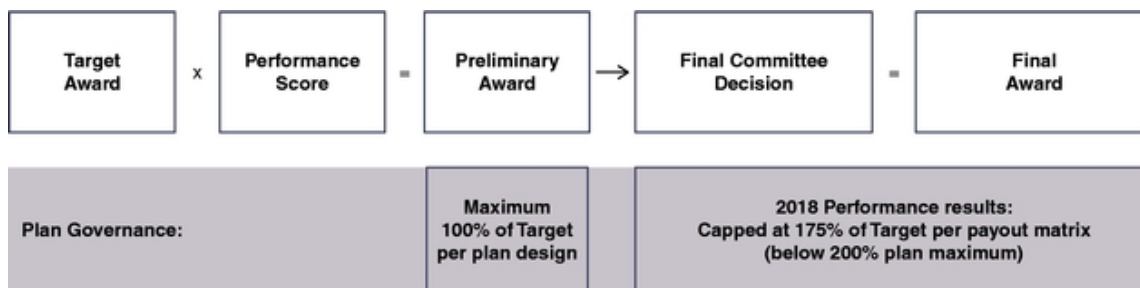 Target
Award
x
Performance
Score
=
Preliminary
Award
→
Final Committee
Decision
=
Final
Award
Plan Governance:
Maximum
100% of Target
per plan design
2018 Performance results:
Capped at 175% of Target per payout matrix
(below 200% plan maximum)